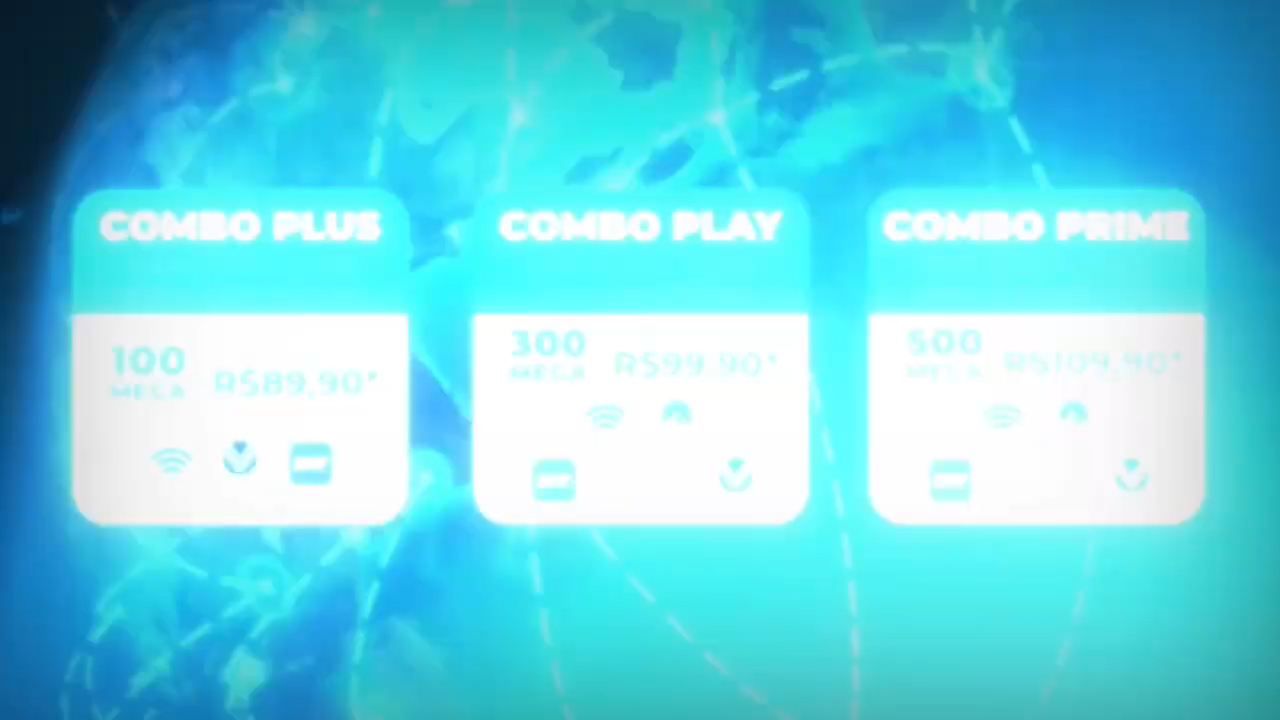 COMBO PLUS
100
MEGA
R$89,90*
COMBO PLAY
300
MEGA
R$99,90*
COMBO PRIME
500
MEGA
R$109,90*